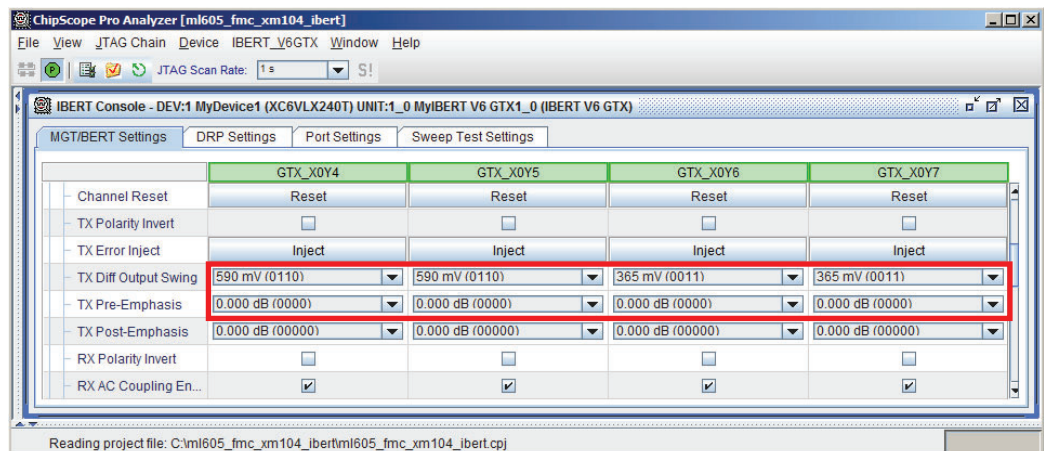 ChipScope Pro Analyzer [ml605_fmc_xm104_ibert]
File View JTAG Chain Device IBERT_V6GTX Window Help
JTAG Scan Rate: 1 s S!
IBERT Console - DEV:1 MyDevice1 (XC6VLX240T) UNIT:1_0 MyIBERT V6 GTX1_0 (IBERT V6 GTX)
MGT/BERT Settings DRP Settings Port Settings Sweep Test Settings
GTX_X0Y4 GTX_X0Y5 GTX_X0Y6 GTX_X0Y7
Channel Reset Reset Reset Reset Reset
TX Polarity Invert
TX Error Inject Inject Inject Inject Inject
TX Diff Output Swing 590 mV (0110) 590 mV (0110) 365 mV (0011) 365 mV (0011)
TX Pre-Emphasis 0.000 dB (0000) 0.000 dB (0000) 0.000 dB (0000) 0.000 dB (0000)
TX Post-Emphasis 0.000 dB (00000) 0.000 dB (00000) 0.000 dB (00000) 0.000 dB (00000)
RX Polarity Invert
RX AC Coupling En...
Reading project file: C:\ml605_fmc_xm104_ibert\ml605_fmc_xm104_ibert.cpj